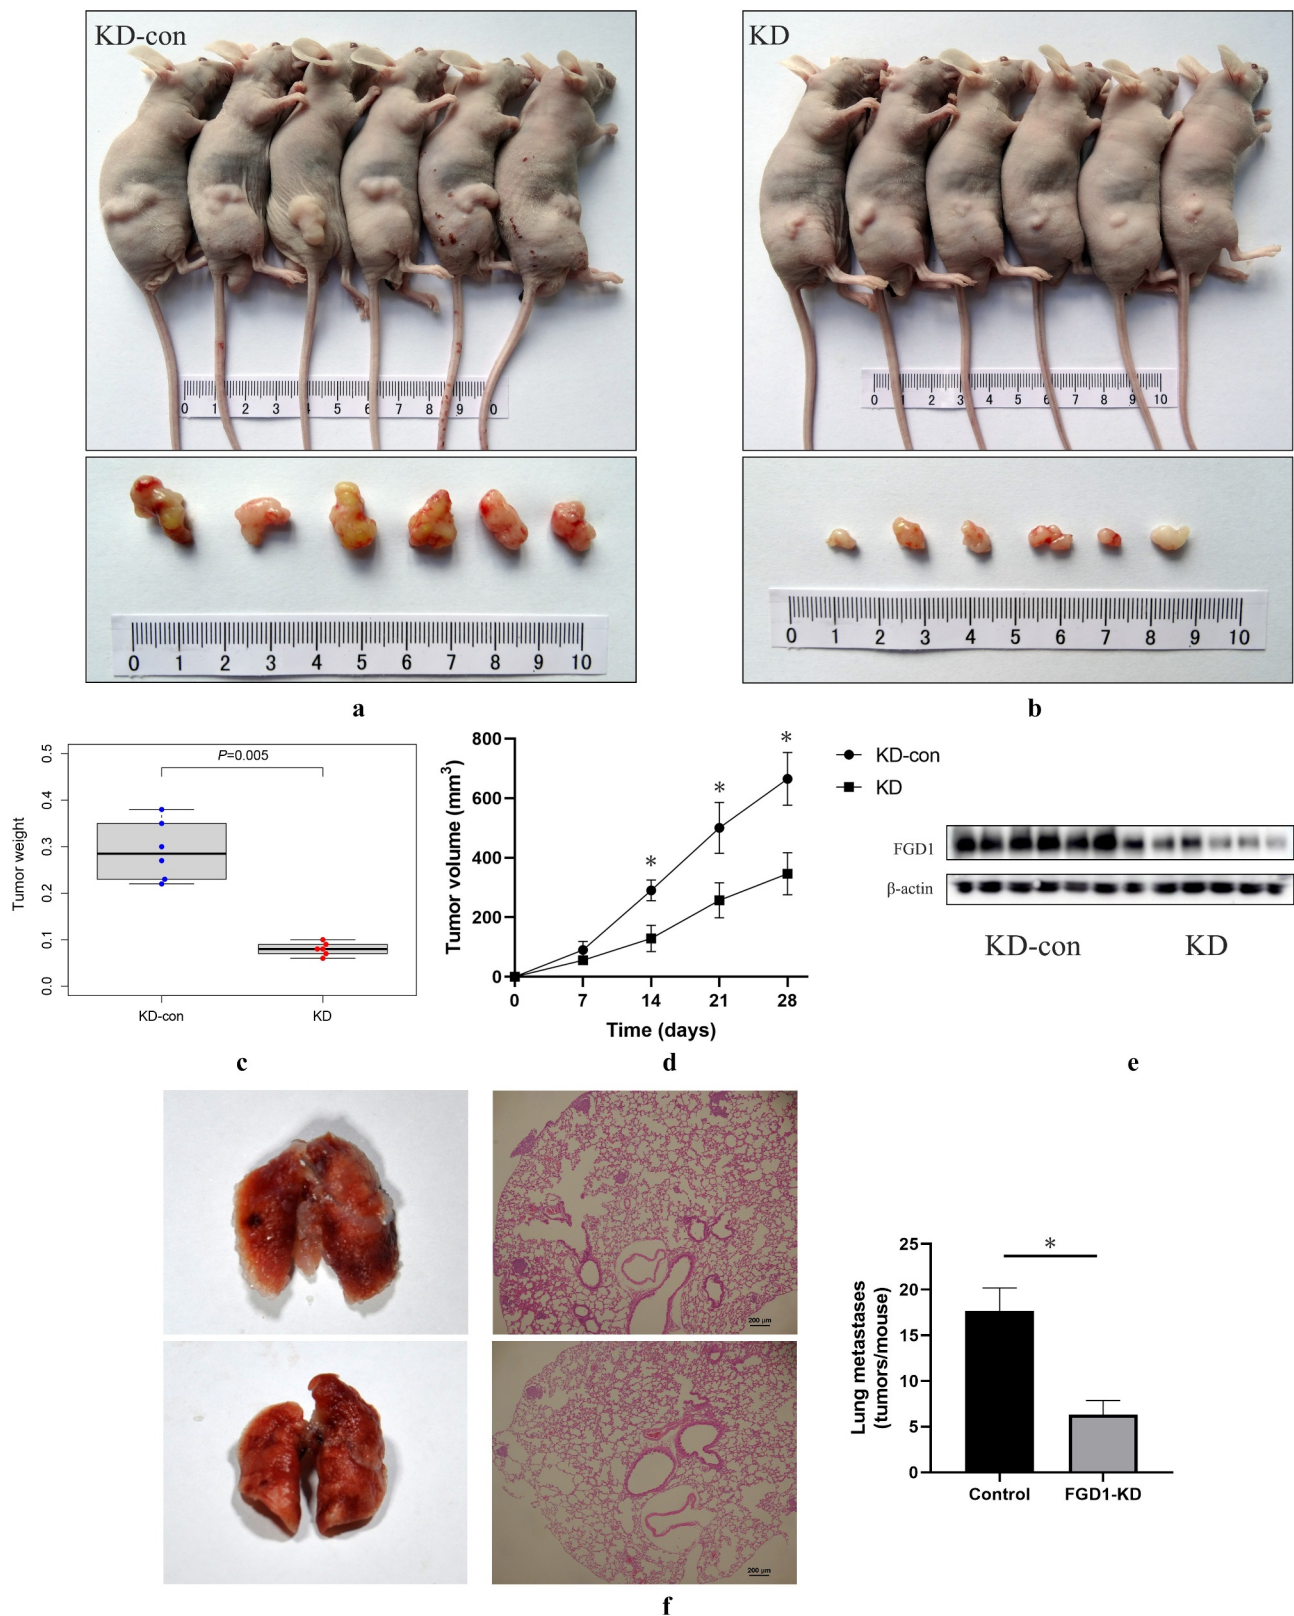 KD-con
0 1 2 3 4 5 6 7 8 9 0
KD
0 1 2 3 4 5 6 7 8 9 10
0 1 2 3 4 5 6 7 8 9 10
0 1 2 3 4 5 6 7 8 9 10
a
b
P=0.005
Tumor weight
0.5
0.4
0.3
0.2
0.1
0.0
KD-con KD
c
Tumor volume (mm³)
800
600
400
200
0
* * *
0 7 14 21 28
Time (days)
KD-con
KD
d
FGD1
β-actin
KD-con KD
e
200 μm
200 μm
Lung metastases
(tumors/mouse)
25
20
15
10
5
0
*
Control FGD1-KD
f